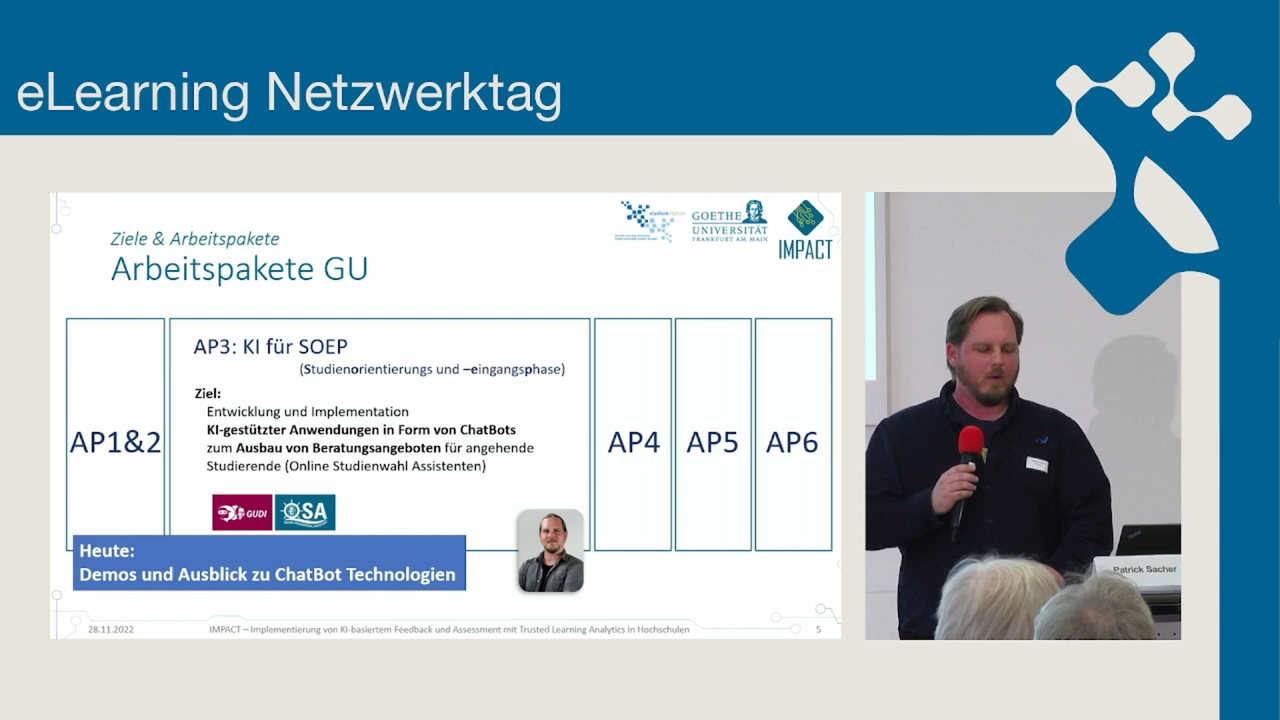 eLearning Netzwerktag
Ziele & Arbeitspakete
Arbeitspakete GU
GOETHE
UNIVERSITÄT
FRANKFURT AM MAIN
IMPACT
AP1&2
AP3: KI für SOEP
(Studienorientierungs und –eingangsphase)
Ziel:
Entwicklung und Implementation
KI-gestützter Anwendungen in Form von ChatBots
zum Ausbau von Beratungsangeboten für angehende
Studierende (Online Studienwahl Assistenten)
GUDI
OSA
AP4
AP5
AP6
Heute:
Demos und Ausblick zu ChatBot Technologien
28.11.2022
IMPACT – Implementierung von KI-basiertem Feedback und Assessment mit Trusted Learning Analytics in Hochschulen
5
Patrick Sacher